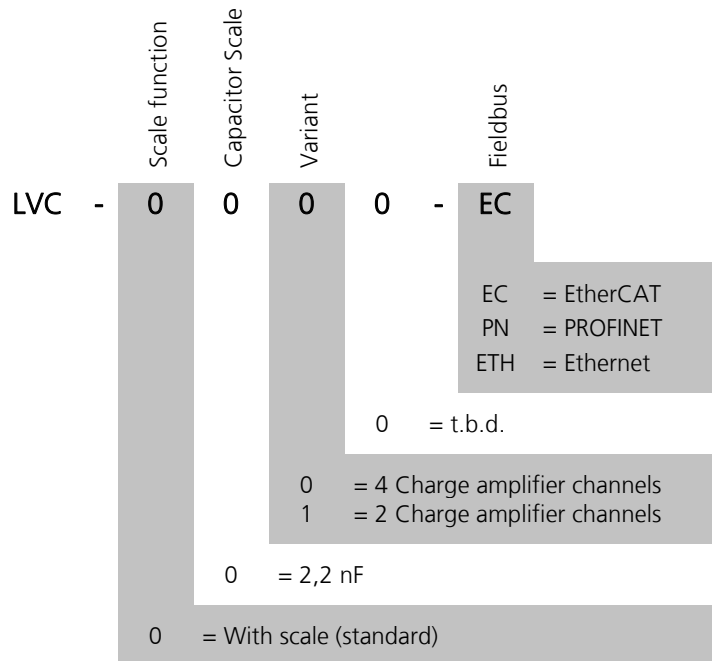 Scale function
Capacitor Scale
Variant
Fieldbus
LVC - 0 0 0 0 - EC
EC = EtherCAT
PN = PROFINET
ETH = Ethernet
0 = t.b.d.
0 = 4 Charge amplifier channels
1 = 2 Charge amplifier channels
0 = 2,2 nF
0 = With scale (standard)